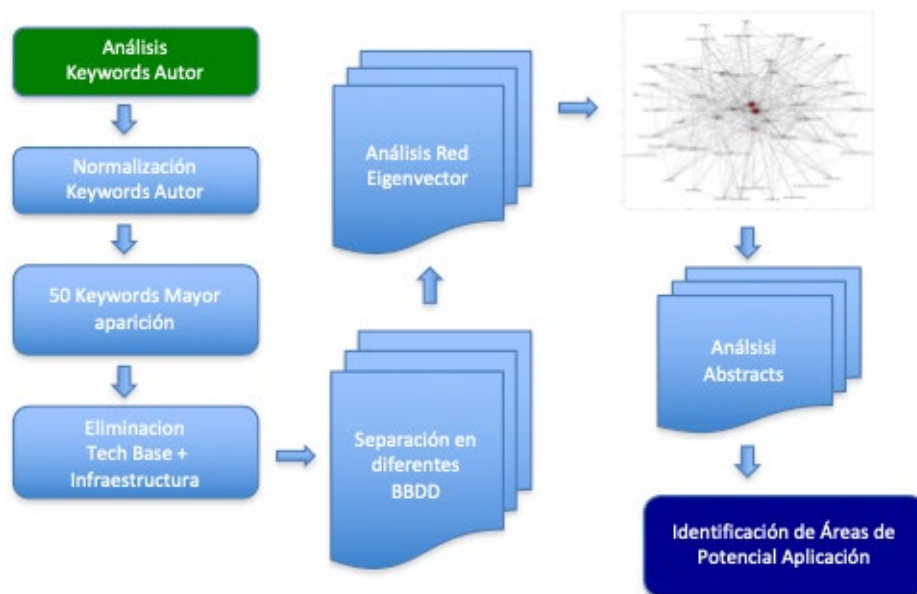 Análisis
Keywords Autor
Normalización
Keywords Autor
50 Keywords Mayor
aparición
Eliminacion
Tech Base +
Infraestructura
Separación en
diferentes
BBDD
Análisis Red
Eigenvector
Análsisi
Abstracts
Identificación de Áreas de
Potencial Aplicación